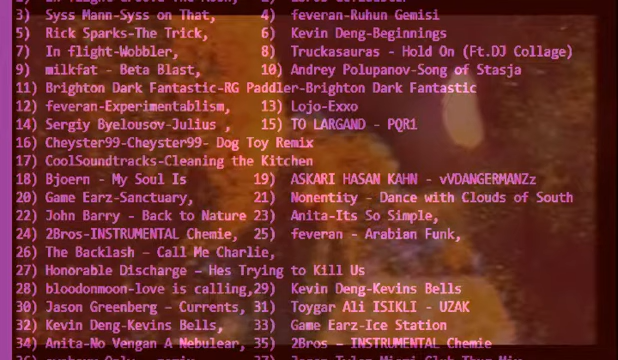 3) Syss Mann-Syss on That, 4) feveran-Ruhun Gemisi
5) Rick Sparks-The Trick, 6) Kevin Deng-Beginnings
7) In flight-Wobbler, 8) Truckasauras - Hold On (Ft.DJ Collage)
9) milkfat - Beta Blast, 10) Andrey Polupanov-Song of Stasja
11) Brighton Dark Fantastic-RG Paddler-Brighton Dark Fantastic
12) feveran-Experimentablism, 13) Lojo-Exxo
14) Sergiy Byelousov-Julius , 15) TO LARGAND - PQR1
16) Cheyster99-Cheyster99- Dog Toy Remix
17) CoolSoundtracks-Cleaning the Kitchen
18) Bjoern - My Soul Is 19) ASKARI HASAN KAHN - vVDANGERMANZz
20) Game Earz-Sanctuary, 21) Nonentity - Dance with Clouds of South
22) John Barry - Back to Nature 23) Anita-Its So Simple,
24) 2Bros-INSTRUMENTAL Chemie, 25) feveran - Arabian Funk,
26) The Backlash - Call Me Charlie,
27) Honorable Discharge - Hes Trying to Kill Us
28) bloodonmoon-love is calling,29) Kevin Deng-Kevins Bells
30) Jason Greenberg - Currents, 31) Toygar Ali ISIKLI - UZAK
32) Kevin Deng-Kevins Bells, 33) Game Earz-Ice Station
34) Anita-No Vengan A Nebulear, 35) 2Bros - INSTRUMENTAL Chemie